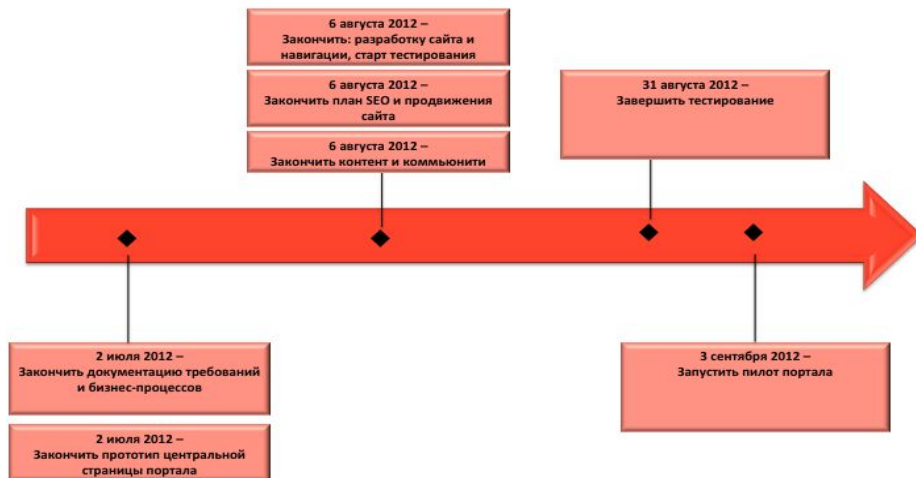 6 августа 2012 –
Закончить: разработку сайта и
навигации, старт тестирования
6 августа 2012 –
Закончить план SEO и продвижения
сайта
6 августа 2012 –
Закончить контент и коммьюнити
31 августа 2012 –
Завершить тестирование
2 июля 2012 –
Закончить документацию требований
и бизнес-процессов
2 июля 2012 –
Закончить прототип центральной
страницы портала
3 сентября 2012 –
Запустить пилот портала